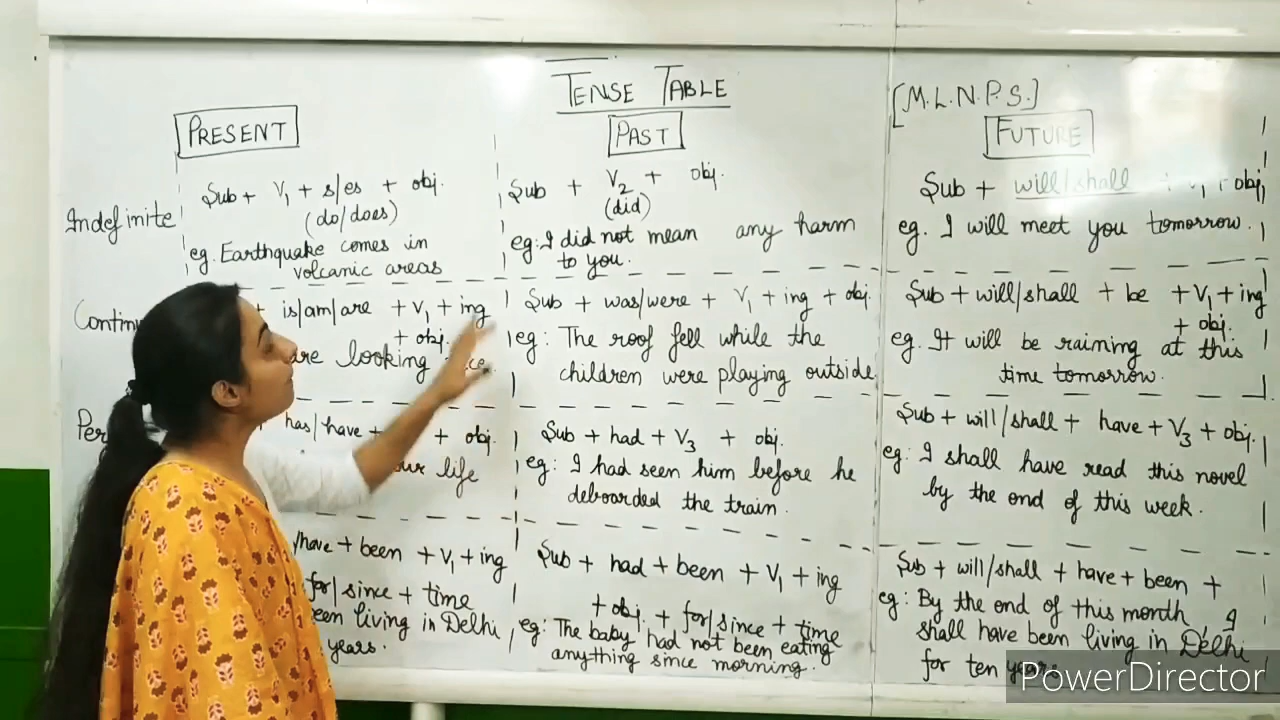 TENSE TABLE
[M.L.N.P.S.]
PRESENT
PAST
FUTURE
Indefinite
Sub + V1 + s/es + obj.
(do/does)
eg. Earthquake comes in
volcanic areas
Sub + V2 + obj.
(did)
eg: I did not mean any harm
to you.
Sub + will/shall + V1 + obj
eg. I will meet you tomorrow.
+ is/am/are + V1 + ing
+ obj.
are looking
Sub + was/were + V1 + ing + obj
eg: The roof fell while the
children were playing outside
Sub + will/shall + be + V1 + ing
+ obj.
eg. It will be raining at this
time tomorrow.
has/have + + obj.
life
Sub + had + V3 + obj.
eg: I had seen him before he
deboarded the train.
Sub + will/shall + have + V3 + obj.
eg: I shall have read this novel
by the end of this week.
/have + been + V1 + ing
for/since + time
living in Delhi
years.
Sub + had + been + V1 + ing
+ obj. + for/since + time
eg: The baby had not been eating
anything since morning.
Sub + will/shall + have + been +
eg: By the end of this month, I
shall have been living in Delhi
for ten years
PowerDirector